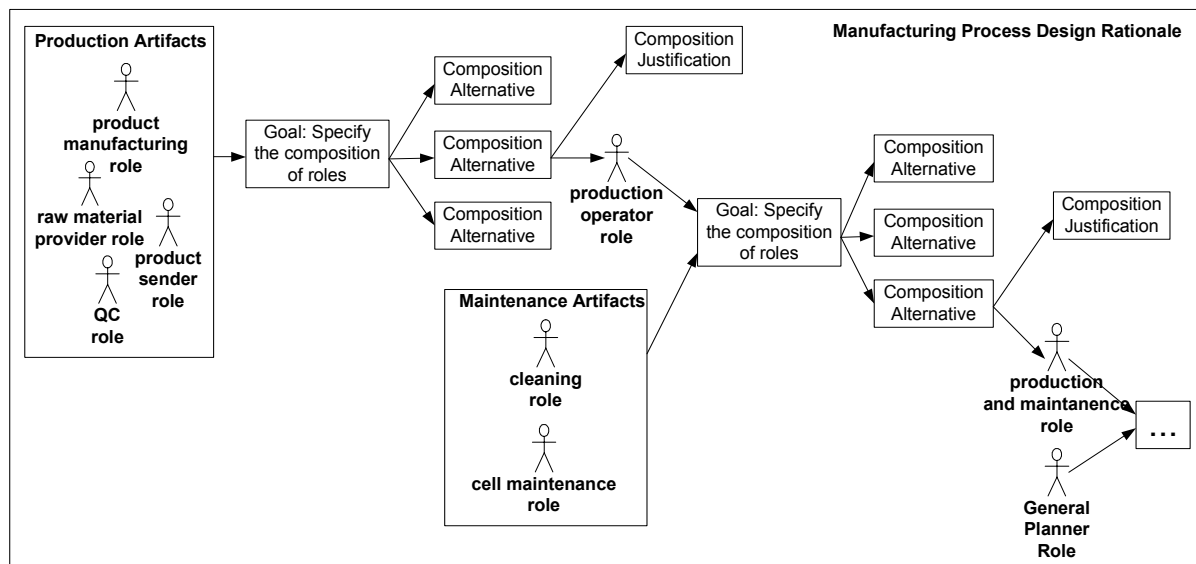 Manufacturing Process Design Rationale
Production Artifacts
product
manufacturing
role
raw material
provider role
product
sender
role
QC
role
Goal: Specify
the composition
of roles
Composition
Alternative
Composition
Alternative
Composition
Alternative
Composition
Justification
production
operator
role
Maintenance Artifacts
cleaning
role
cell maintenance
role
Goal: Specify
the composition
of roles
Composition
Alternative
Composition
Alternative
Composition
Alternative
Composition
Justification
production
and maintanence
role
...
General
Planner
Role